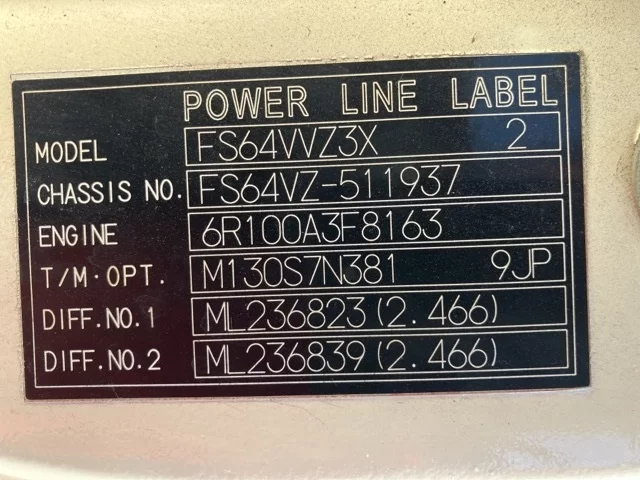 POWER LINE LABEL
MODEL FS64VVZ3X 2
CHASSIS NO. FS64VZ-511937
ENGINE 6R100A3F8163
T/M·OPT. M130S7N381 9JP
DIFF.NO.1 ML236823(2.466)
DIFF.NO.2 ML236839(2.466)